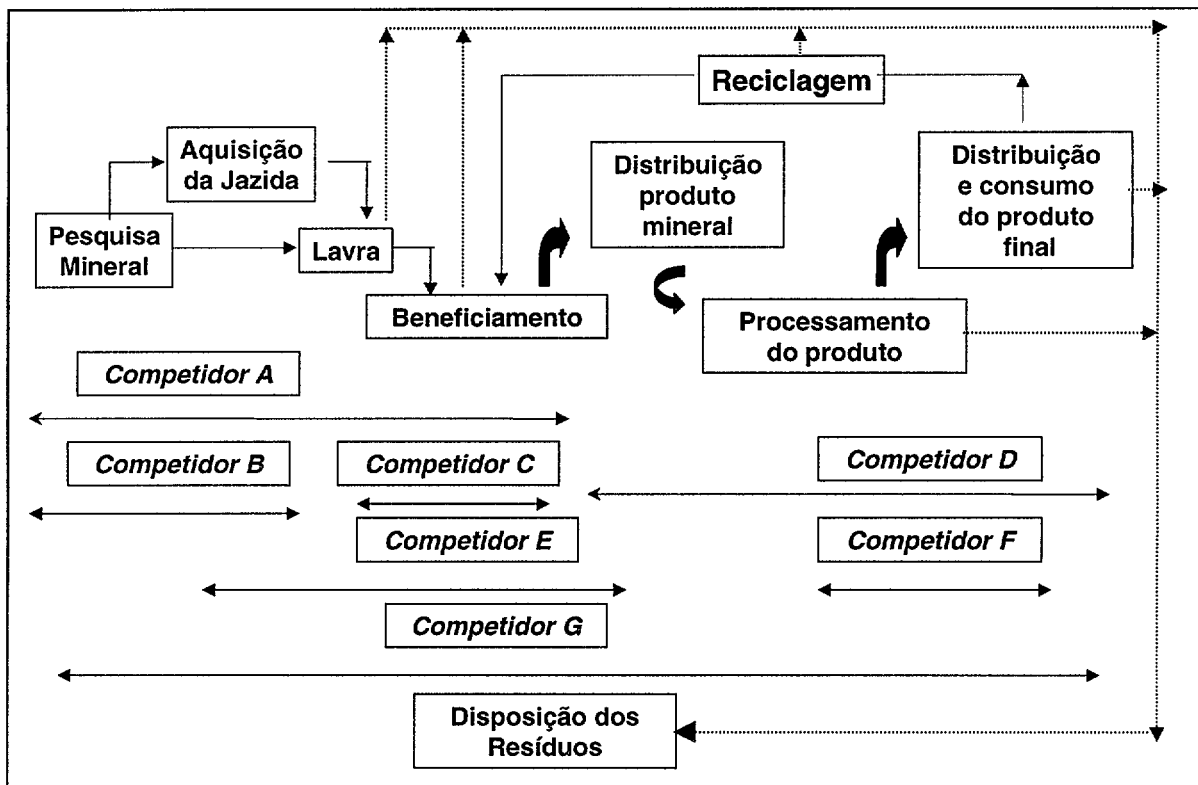 Reciclagem
Aquisição
da Jazida
Distribuição
produto
mineral
Distribuição
e consumo
do produto
final
Pesquisa
Mineral
Lavra
Beneficiamento
Processamento
do produto
Competidor A
Competidor B
Competidor C
Competidor D
Competidor E
Competidor F
Competidor G
Disposição dos
Resíduos